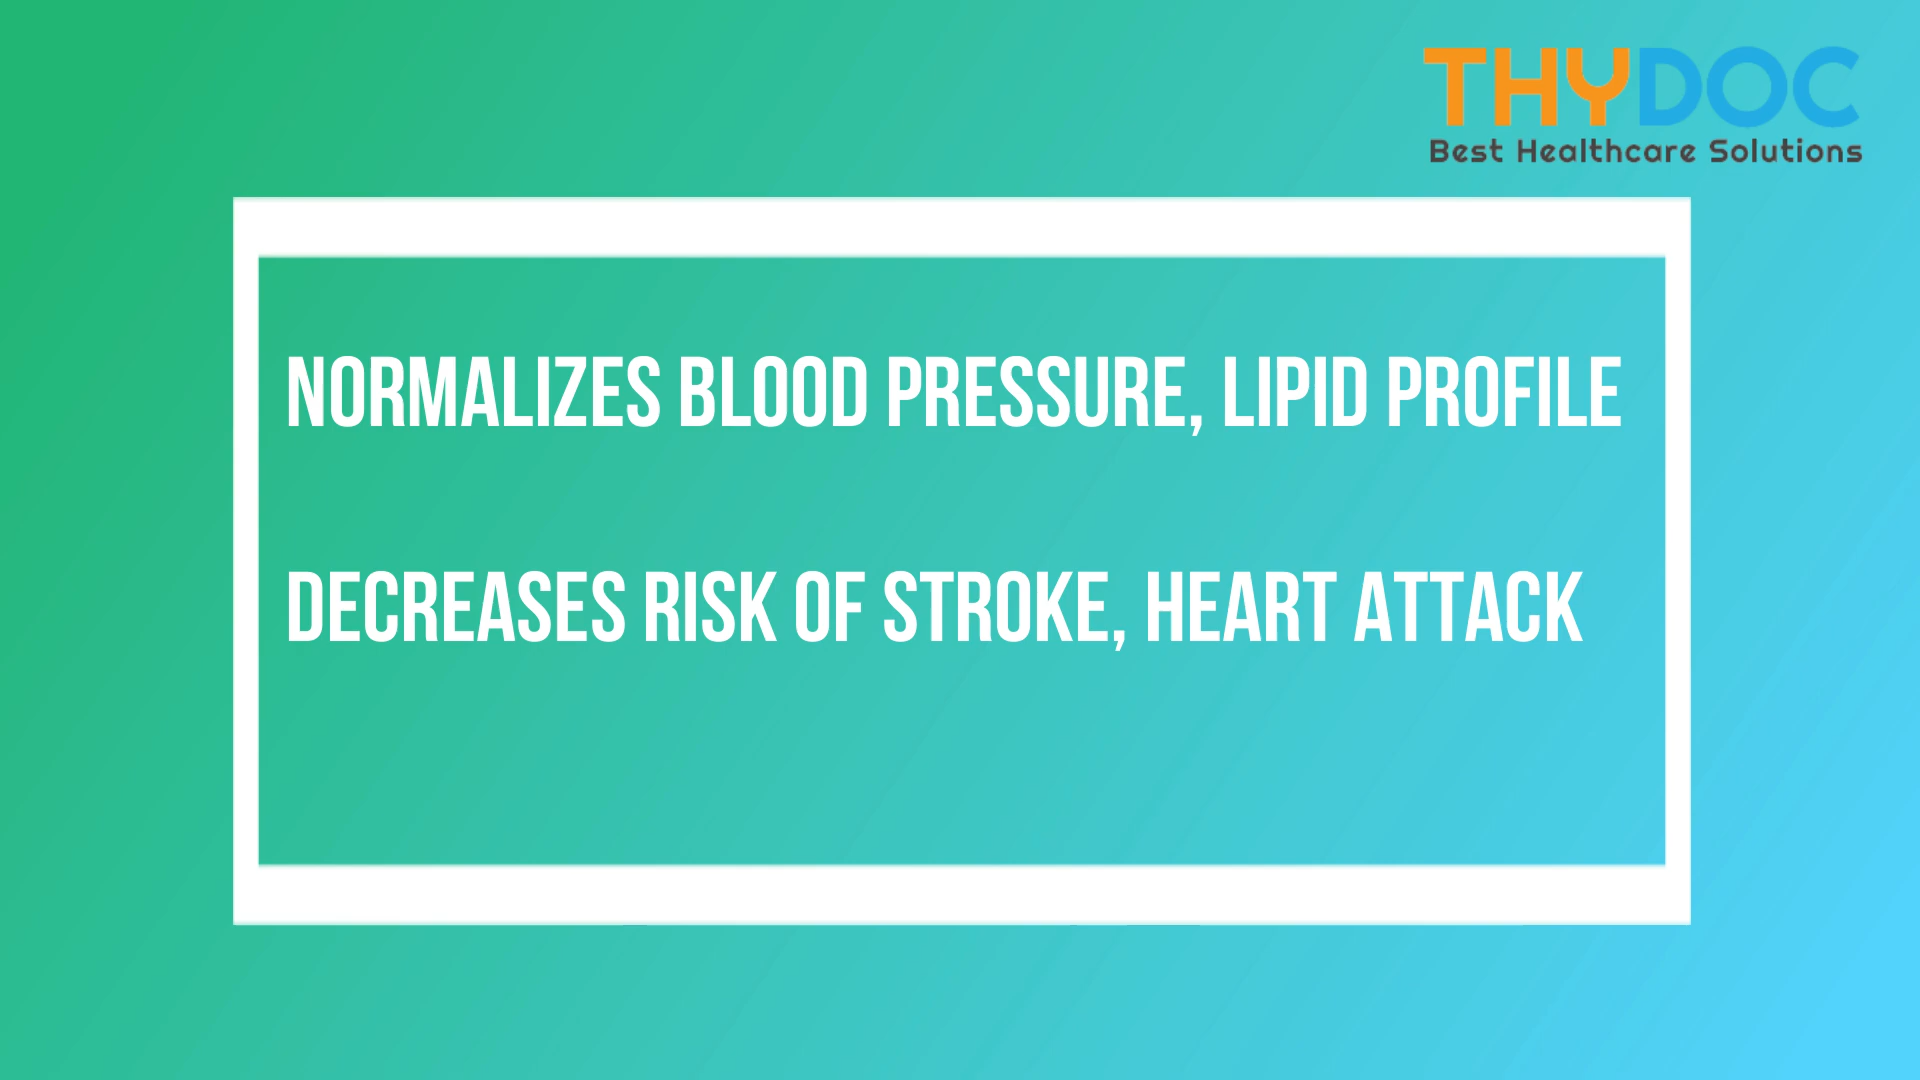 THYDOC
Best Healthcare Solutions
NORMALIZES BLOOD PRESSURE, LIPID PROFILE
DECREASES RISK OF STROKE, HEART ATTACK